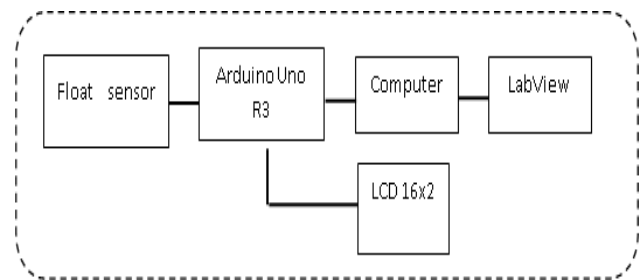 Float sensor
Arduino Uno
R3
Computer
LabView
LCD 16x2